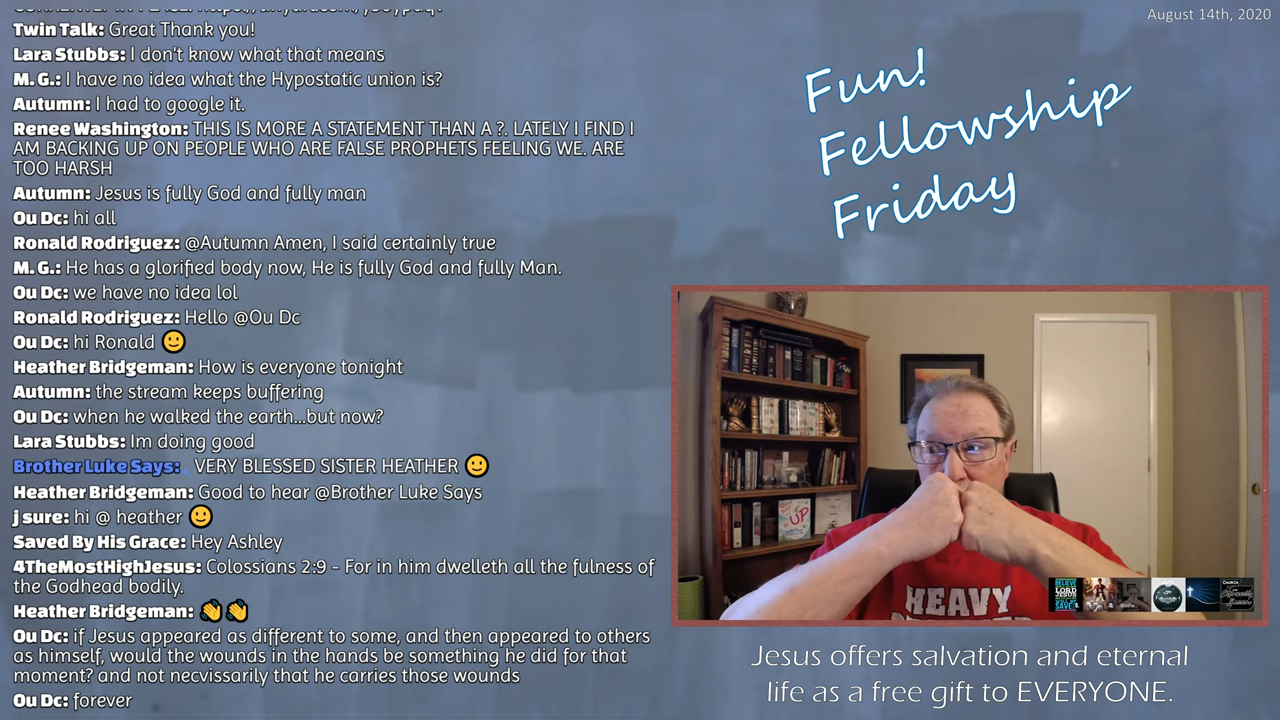 Twin Talk: Great Thank you!
Lara Stubbs: I don't know what that means
M. G.: I have no idea what the Hypostatic union is?
Autumn: I had to google it.
Renee Washington: THIS IS MORE A STATEMENT THAN A ?. LATELY I FIND I
AM BACKING UP ON PEOPLE WHO ARE FALSE PROPHETS FEELING WE. ARE
TOO HARSH
Autumn: Jesus is fully God and fully man
Ou Dc: hi all
Ronald Rodriguez: @Autumn Amen, I said certainly true
M. G.: He has a glorified body now, He is fully God and fully Man.
Ou Dc: we have no idea lol
Ronald Rodriguez: Hello @Ou Dc
Ou Dc: hi Ronald 🙂
Heather Bridgeman: How is everyone tonight
Autumn: the stream keeps buffering
Ou Dc: when he walked the earth...but now?
Lara Stubbs: Im doing good
Brother Luke Says: VERY BLESSED SISTER HEATHER 🙂
Heather Bridgeman: Good to hear @Brother Luke Says
j sure: hi @ heather 🙂
Saved By His Grace: Hey Ashley
4TheMostHighJesus: Colossians 2:9 - For in him dwelleth all the fulness of
the Godhead bodily.
Heather Bridgeman: 👏👏
Ou Dc: if Jesus appeared as different to some, and then appeared to others
as himself, would the wounds in the hands be something he did for that
moment? and not necvissarily that he carries those wounds
Ou Dc: forever
August 14th, 2020
Fun!
Fellowship
Friday
UP
HEAVY
BELIEVE
LORD
JESUS
CHURCH
Jesus offers salvation and eternal
life as a free gift to EVERYONE.